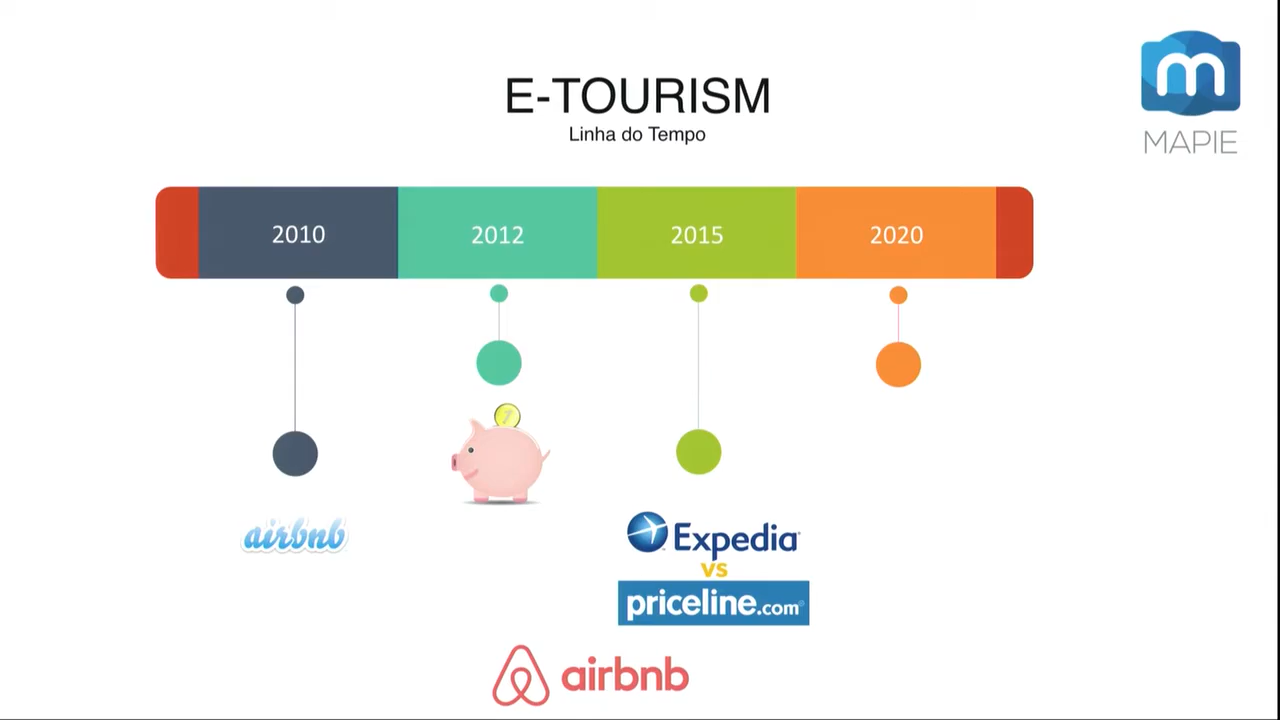 E-TOURISM
Linha do Tempo
MAPIE
2010
2012
2015
2020
airbnb
Expedia
vs
priceline.com
airbnb